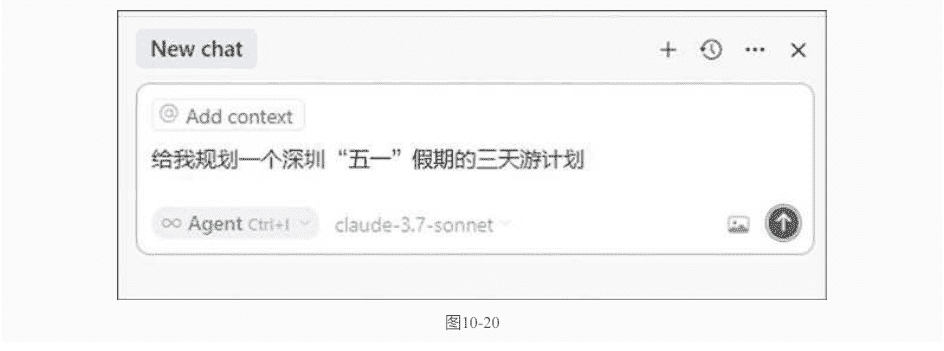 New chat
@ Add context
给我规划一个深圳“五一”假期的三天游计划
∞ Agent Ctrl+I claude-3.7-sonnet
图10-20